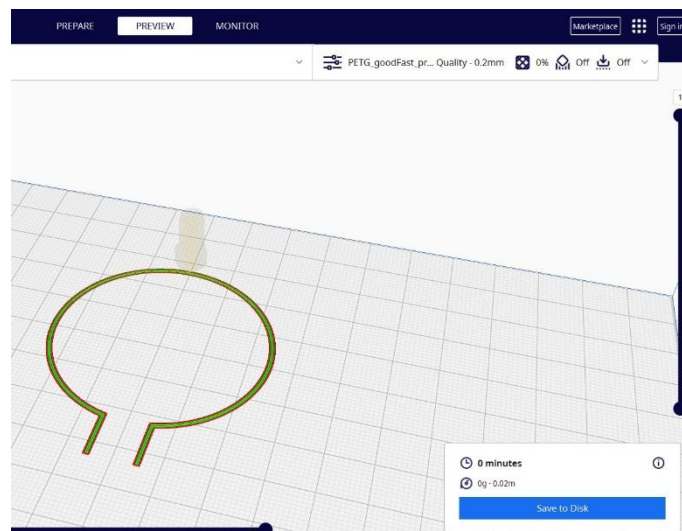 PREPARE PREVIEW MONITOR Marketplace Sign in
PETG_goodFast_pr... Quality - 0.2mm 0% Off Off
1
0 minutes
0g · 0.02m
Save to Disk